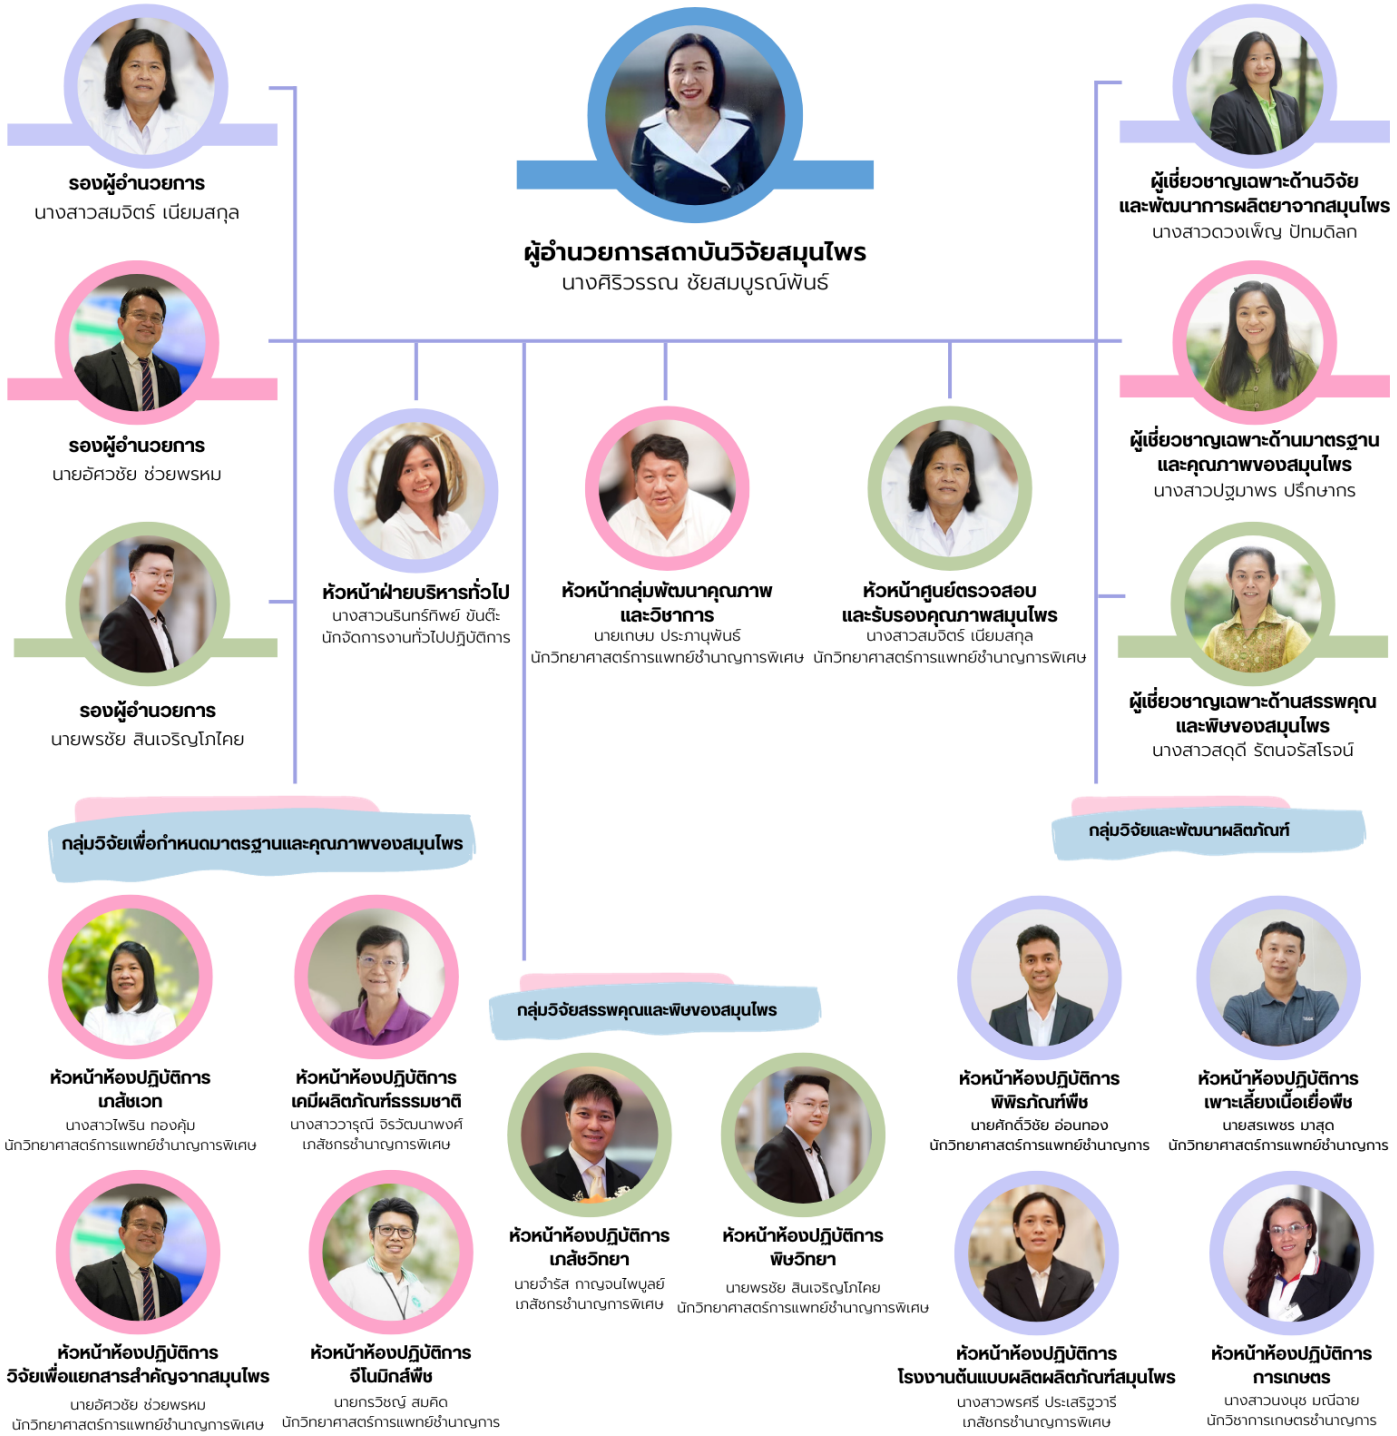 ผู้อำนวยการสถาบันวิจัยสมุนไพร
นางศิริวรรณ ชัยสมบูรณ์พันธ์
รองผู้อำนวยการ
นางสาวสมจิตร์ เนียมสกุล
รองผู้อำนวยการ
นายอัศวชัย ช่วยพรหม
รองผู้อำนวยการ
นายพรชัย สินเจริญโภไคย
ผู้เชี่ยวชาญเฉพาะด้านวิจัย
และพัฒนาการผลิตยาจากสมุนไพร
นางสาวดวงเพ็ญ ปัทมดิลก
ผู้เชี่ยวชาญเฉพาะด้านมาตรฐาน
และคุณภาพของสมุนไพร
นางสาวปฐมาพร ปรึกษากร
ผู้เชี่ยวชาญเฉพาะด้านสรรพคุณ
และพิษของสมุนไพร
นางสาวสดุดี รัตนจรัสโรจน์
หัวหน้าฝ่ายบริหารทั่วไป
นางสาวนรินทร์ทิพย์ ขันต๊ะ
นักจัดการงานทั่วไปปฏิบัติการ
หัวหน้ากลุ่มพัฒนาคุณภาพ
และวิชาการ
นายเกษม ประภานุพันธ์
นักวิทยาศาสตร์การแพทย์ชำนาญการพิเศษ
หัวหน้าศูนย์ตรวจสอบ
และรับรองคุณภาพสมุนไพร
นางสาวสมจิตร์ เนียมสกุล
นักวิทยาศาสตร์การแพทย์ชำนาญการพิเศษ
กลุ่มวิจัยเพื่อกำหนดมาตรฐานและคุณภาพของสมุนไพร
หัวหน้าห้องปฏิบัติการ
เภสัชเวท
นางสาวไพริน ทองคุ้ม
นักวิทยาศาสตร์การแพทย์ชำนาญการพิเศษ
หัวหน้าห้องปฏิบัติการ
เคมีผลิตภัณฑ์ธรรมชาติ
นางสาววารุณี จิรวัฒนาพงศ์
เภสัชกรชำนาญการพิเศษ
หัวหน้าห้องปฏิบัติการ
วิจัยเพื่อแยกสารสำคัญจากสมุนไพร
นายอัศวชัย ช่วยพรหม
นักวิทยาศาสตร์การแพทย์ชำนาญการพิเศษ
หัวหน้าห้องปฏิบัติการ
จีโนมิกส์พืช
นายกรวิชญ์ สมคิด
นักวิทยาศาสตร์การแพทย์ชำนาญการ
กลุ่มวิจัยสรรพคุณและพิษของสมุนไพร
หัวหน้าห้องปฏิบัติการ
เภสัชวิทยา
นายจำรัส กาญจนไพบูลย์
เภสัชกรชำนาญการพิเศษ
หัวหน้าห้องปฏิบัติการ
พิษวิทยา
นายพรชัย สินเจริญโภไคย
นักวิทยาศาสตร์การแพทย์ชำนาญการพิเศษ
กลุ่มวิจัยและพัฒนาผลิตภัณฑ์
หัวหน้าห้องปฏิบัติการ
พิพิธภัณฑ์พืช
นายศักดิ์วิชัย อ่อนทอง
นักวิทยาศาสตร์การแพทย์ชำนาญการ
หัวหน้าห้องปฏิบัติการ
เพาะเลี้ยงเนื้อเยื่อพืช
นายสรเพชร มาสุด
นักวิทยาศาสตร์การแพทย์ชำนาญการ
หัวหน้าห้องปฏิบัติการ
โรงงานต้นแบบผลิตผลิตภัณฑ์สมุนไพร
นางสาวพรศรี ประเสริฐวารี
เภสัชกรชำนาญการพิเศษ
หัวหน้าห้องปฏิบัติการ
การเกษตร
นางสาวนงนุช มณีฉาย
นักวิชาการเกษตรชำนาญการ